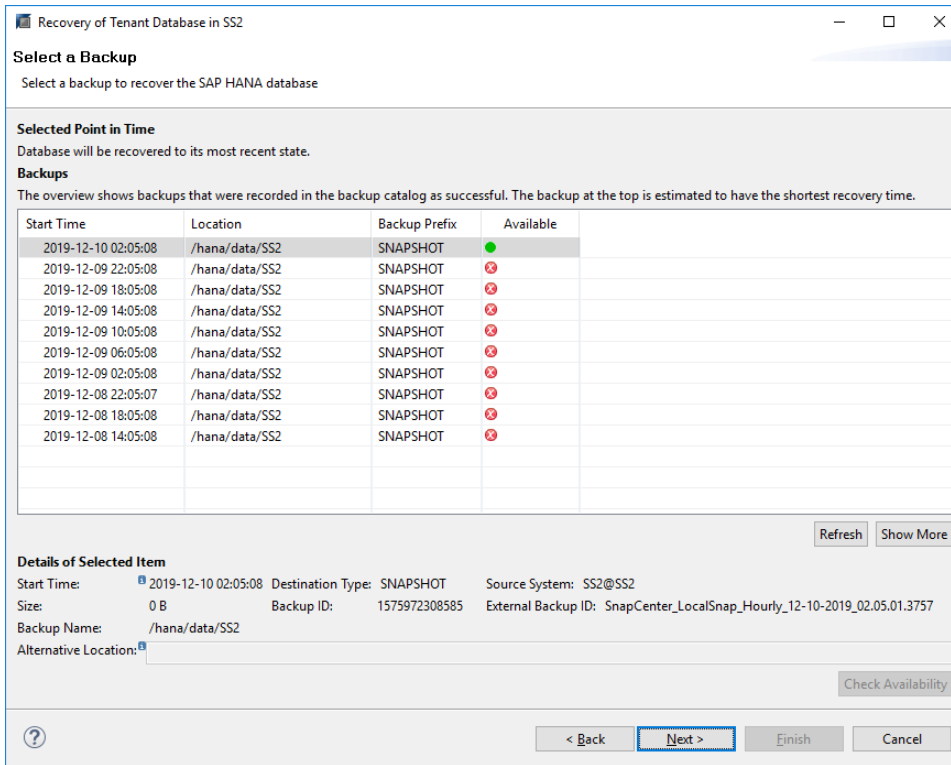 Recovery of Tenant Database in SS2
Select a Backup
Select a backup to recover the SAP HANA database
Selected Point in Time
Database will be recovered to its most recent state.
Backups
The overview shows backups that were recorded in the backup catalog as successful. The backup at the top is estimated to have the shortest recovery time.
Start Time Location Backup Prefix Available
2019-12-10 02:05:08 /hana/data/SS2 SNAPSHOT
2019-12-09 22:05:08 /hana/data/SS2 SNAPSHOT
2019-12-09 18:05:08 /hana/data/SS2 SNAPSHOT
2019-12-09 14:05:08 /hana/data/SS2 SNAPSHOT
2019-12-09 10:05:08 /hana/data/SS2 SNAPSHOT
2019-12-09 06:05:08 /hana/data/SS2 SNAPSHOT
2019-12-09 02:05:08 /hana/data/SS2 SNAPSHOT
2019-12-08 22:05:07 /hana/data/SS2 SNAPSHOT
2019-12-08 18:05:08 /hana/data/SS2 SNAPSHOT
2019-12-08 14:05:08 /hana/data/SS2 SNAPSHOT
Refresh Show More
Details of Selected Item
Start Time: 2019-12-10 02:05:08 Destination Type: SNAPSHOT Source System: SS2@SS2
Size: 0 B Backup ID: 1575972308585 External Backup ID: SnapCenter_LocalSnap_Hourly_12-10-2019_02.05.01.3757
Backup Name: /hana/data/SS2
Alternative Location:
Check Availability
? < Back Next > Finish Cancel